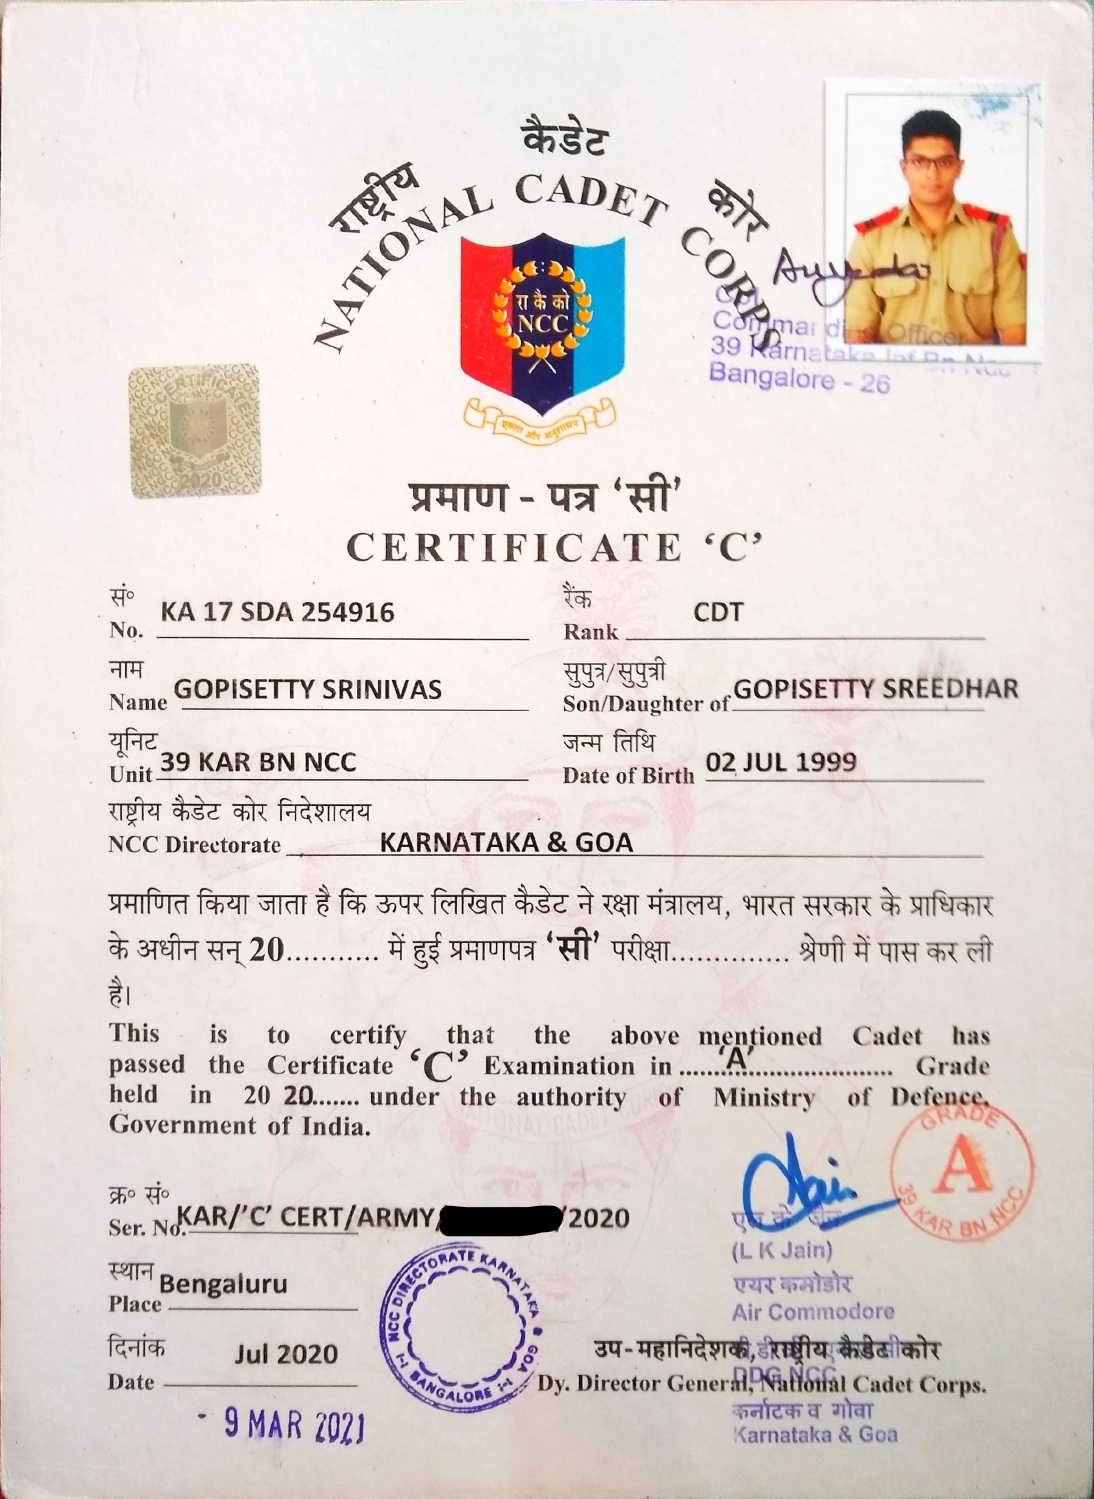 राष्ट्रीय कैडेट कोर
NATIONAL CADET CORPS
रा कै को
NCC
एकता और अनुशासन
Commanding Officer
39 Karnataka Inf Bn Ncc
Bangalore - 26
CERTIFICATE
NCC
2020
प्रमाण - पत्र ‘सी’
CERTIFICATE ‘C’
सं० No. KA 17 SDA 254916
रैंक Rank CDT
नाम Name GOPISETTY SRINIVAS
सुपुत्र/सुपुत्री Son/Daughter of GOPISETTY SREEDHAR
यूनिट Unit 39 KAR BN NCC
जन्म तिथि Date of Birth 02 JUL 1999
राष्ट्रीय कैडेट कोर निदेशालय
NCC Directorate KARNATAKA & GOA
प्रमाणित किया जाता है कि ऊपर लिखित कैडेट ने रक्षा मंत्रालय, भारत सरकार के प्राधिकार
के अधीन सन् 20........... में हुई प्रमाणपत्र ‘सी’ परीक्षा.............. श्रेणी में पास कर ली
है।
This is to certify that the above mentioned Cadet has
passed the Certificate ‘C’ Examination in ......‘A’............................ Grade
held in 20 20....... under the authority of Ministry of Defence,
Government of India.
GRADE
A
39 KAR BN NCC
क्र० सं०
Ser. No. KAR/’C’ CERT/ARMY/ /2020
स्थान
Place Bengaluru
दिनांक
Date Jul 2020
- 9 MAR 2021
NCC DIRECTORATE KARNATAKA & GOA
BANGALORE
Jain
एल के जैन
(L K Jain)
एयर कमोडोर
Air Commodore
उप-महानिदेशक, राष्ट्रीय कैडेट कोर
DDG NCC
Dy. Director General, National Cadet Corps.
कर्नाटक व गोवा
Karnataka & Goa